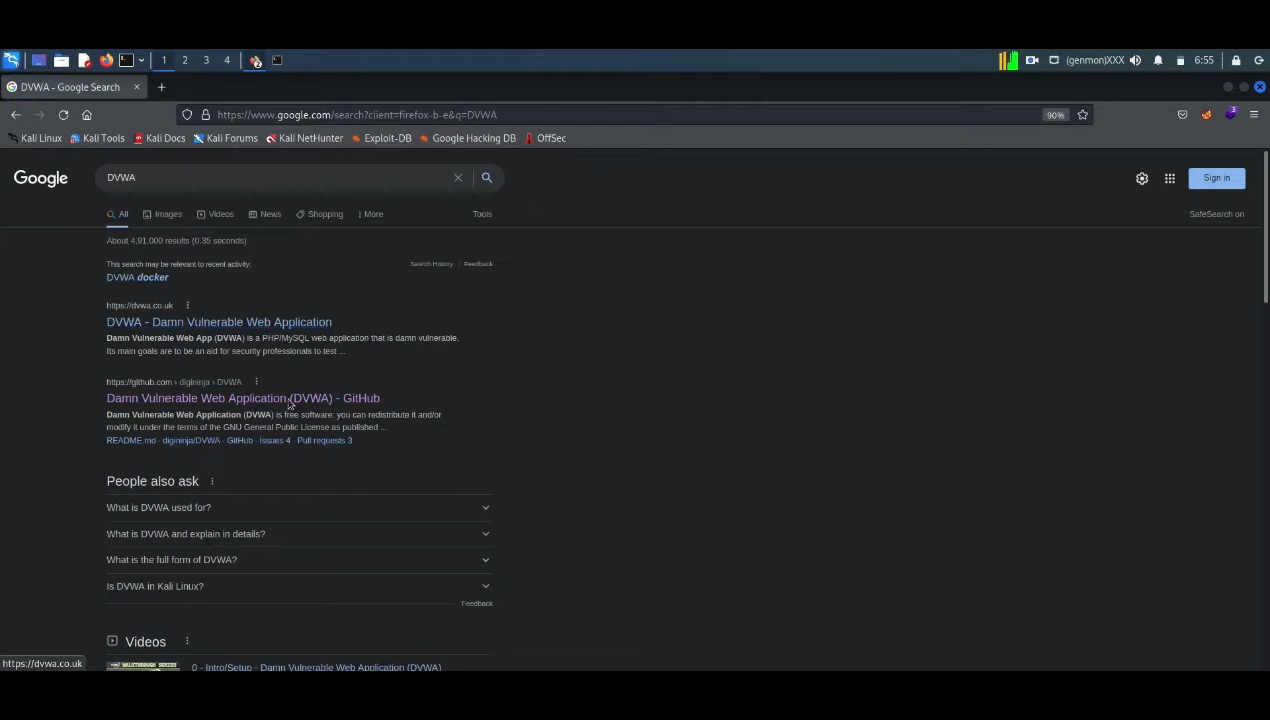 1 2 3 4 2 (genmon)XXX 6:55
DVWA - Google Search
https://www.google.com/search?client=firefox-b-e&q=DVWA 90% 3
Kali Linux Kali Tools Kali Docs Kali Forums Kali NetHunter Exploit-DB Google Hacking DB OffSec
Google DVWA Sign in
All Images Videos News Shopping More Tools SafeSearch on
About 4,91,000 results (0.35 seconds)
This search may be relevant to recent activity: Search History Feedback
DVWA docker
https://dvwa.co.uk
DVWA - Damn Vulnerable Web Application
Damn Vulnerable Web App (DVWA) is a PHP/MySQL web application that is damn vulnerable.
Its main goals are to be an aid for security professionals to test ...
https://github.com › digininja › DVWA
Damn Vulnerable Web Application (DVWA) - GitHub
Damn Vulnerable Web Application (DVWA) is free software: you can redistribute it and/or
modify it under the terms of the GNU General Public License as published ...
README.md · digininja/DVWA · GitHub · Issues 4 · Pull requests 3
People also ask
What is DVWA used for?
What is DVWA and explain in details?
What is the full form of DVWA?
Is DVWA in Kali Linux?
Feedback
Videos
https://dvwa.co.uk
WALKTHROUGH SERIES 0 - Intro/Setup - Damn Vulnerable Web Application (DVWA)